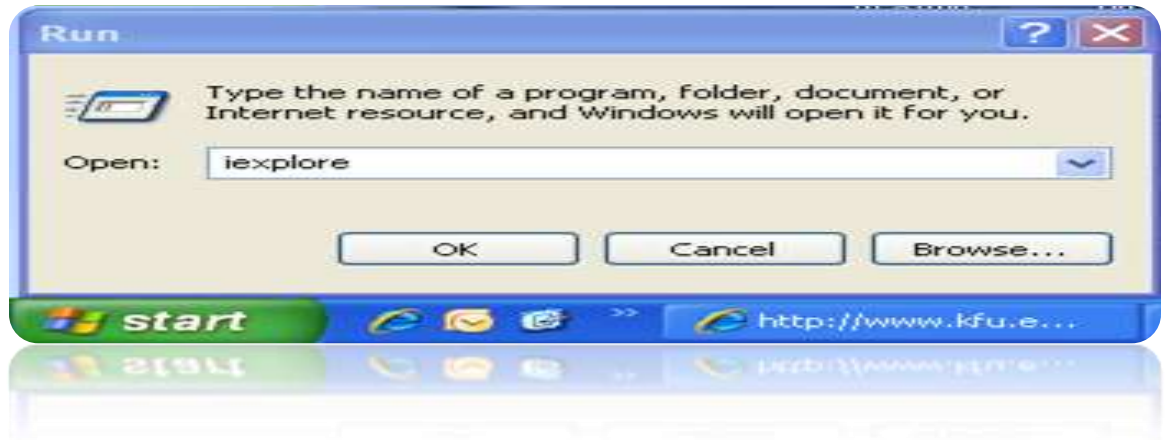 Run
Type the name of a program, folder, document, or
Internet resource, and Windows will open it for you.
Open: iexplore
OK Cancel Browse...
start http://www.kfu.e...